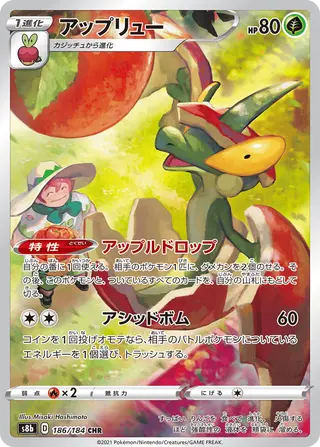 1進化
アップリュー
HP80
カジッチュから進化
特性
アップルドロップ
自分の番に1回使える。相手のポケモン1匹に、ダメカンを2個のせる。そ
の後、このポケモンと、ついているすべてのカードを、自分の山札にもどして
切る。
アシッドボム 60
コインを1回投げオモテなら、相手のバトルポケモンについている
エネルギーを1個選び、トラッシュする。
弱点 ×2 抵抗力 にげる
Illus. Misaki Hashimoto
s8b D 186/184 CHR
©2021 Pokémon/Nintendo/Creatures/GAME FREAK.